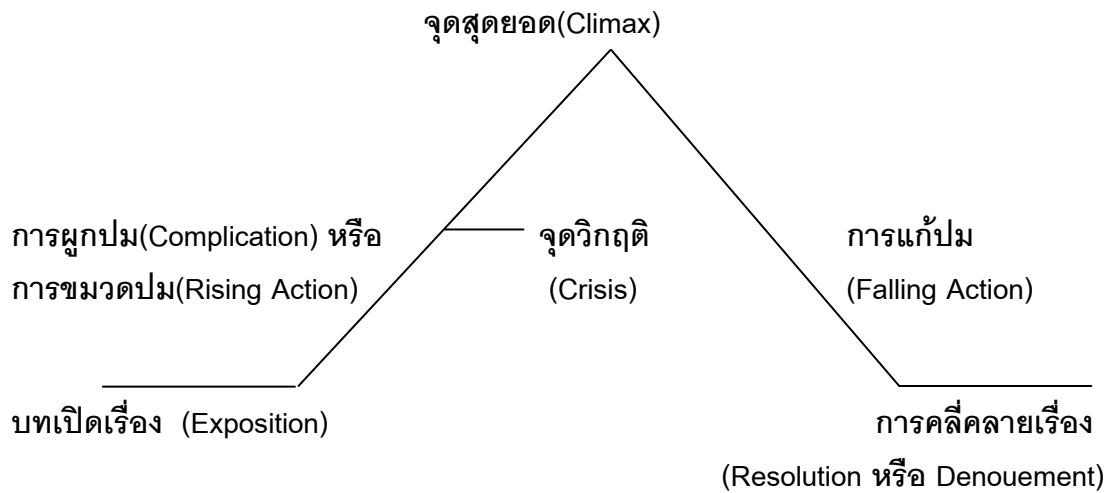 จุดสุดยอด(Climax)
การผูกปม(Complication) หรือ
การขมวดปม(Rising Action)
จุดวิกฤติ
(Crisis)
การแก้ปม
(Falling Action)
บทเปิดเรื่อง (Exposition)
การคลี่คลายเรื่อง
(Resolution หรือ Denouement)